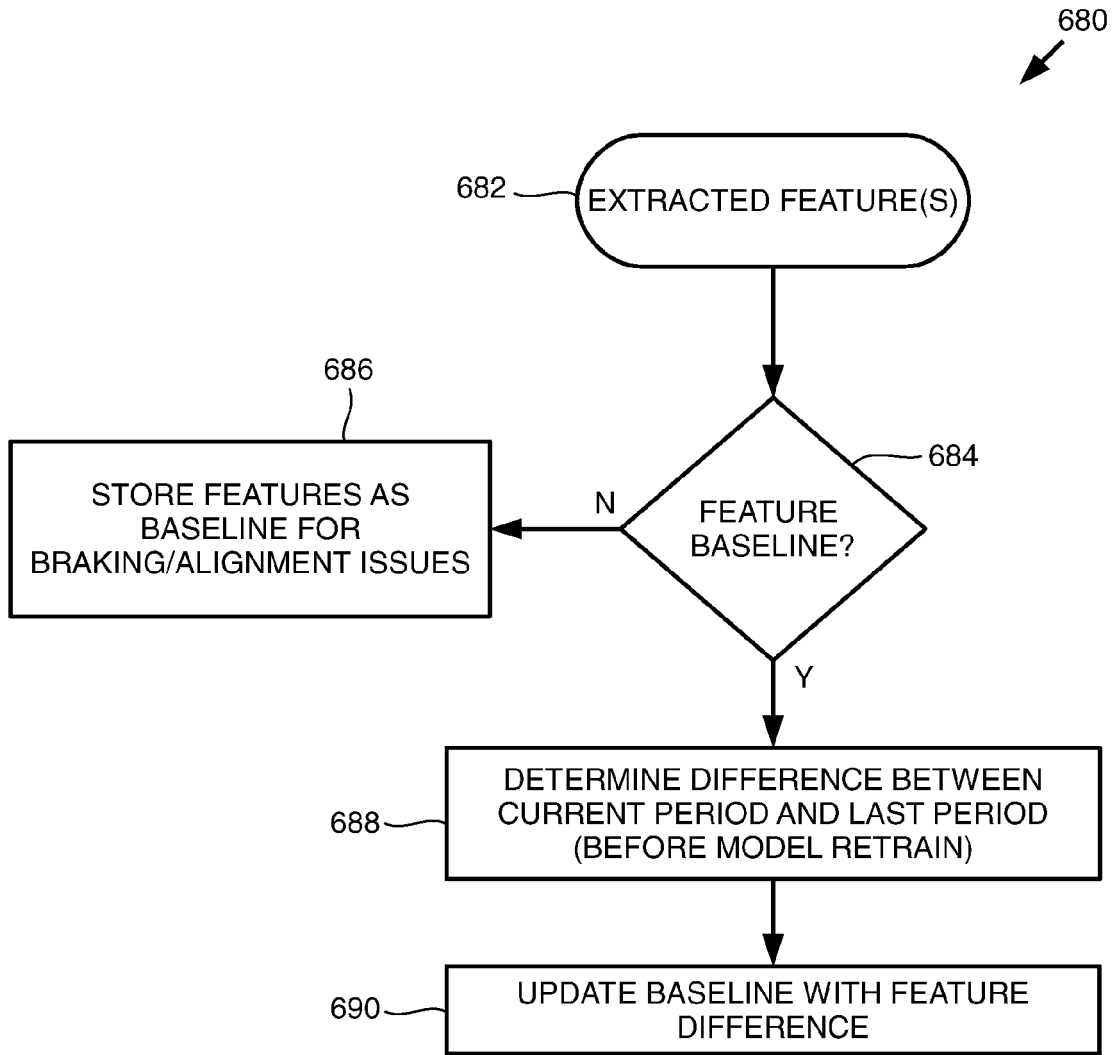 680
682
EXTRACTED FEATURE(S)
686
684
STORE FEATURES AS
BASELINE FOR
BRAKING/ALIGNMENT ISSUES
N
FEATURE
BASELINE?
Y
688
DETERMINE DIFFERENCE BETWEEN
CURRENT PERIOD AND LAST PERIOD
(BEFORE MODEL RETRAIN)
690
UPDATE BASELINE WITH FEATURE
DIFFERENCE